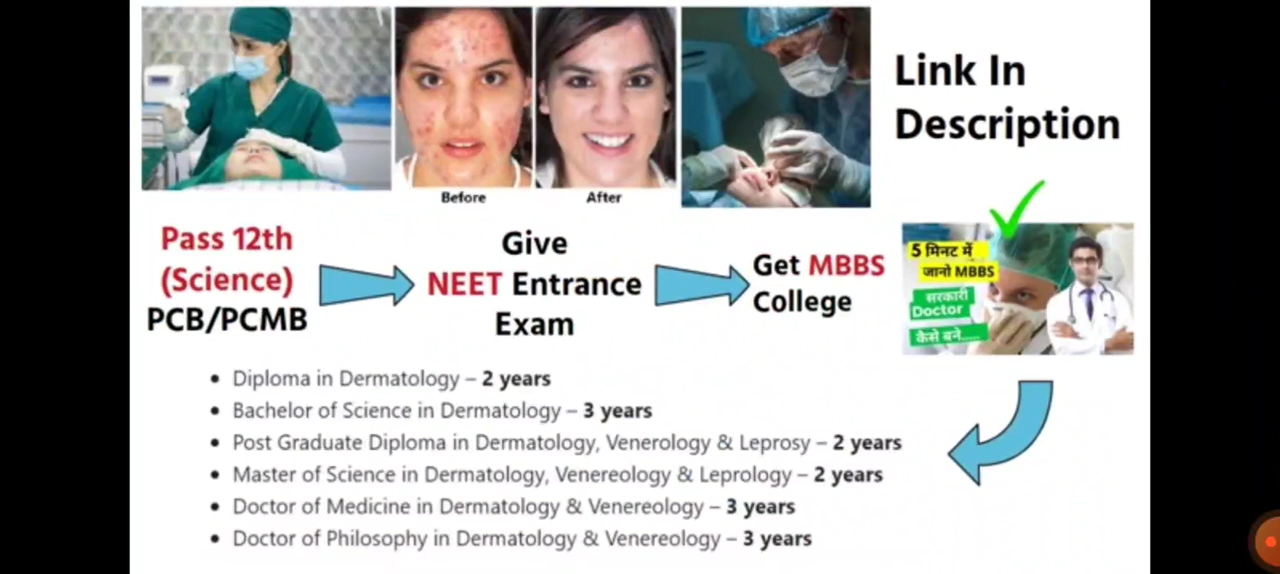 Link In
Description
Before
After
Pass 12th
(Science)
PCB/PCMB
Give
NEET Entrance
Exam
Get MBBS
College
5 मिनट में
जानो MBBS
सरकारी
Doctor
कैसे बने.....
• Diploma in Dermatology – 2 years
• Bachelor of Science in Dermatology – 3 years
• Post Graduate Diploma in Dermatology, Venerology & Leprosy – 2 years
• Master of Science in Dermatology, Venereology & Leprology – 2 years
• Doctor of Medicine in Dermatology & Venereology – 3 years
• Doctor of Philosophy in Dermatology & Venereology – 3 years